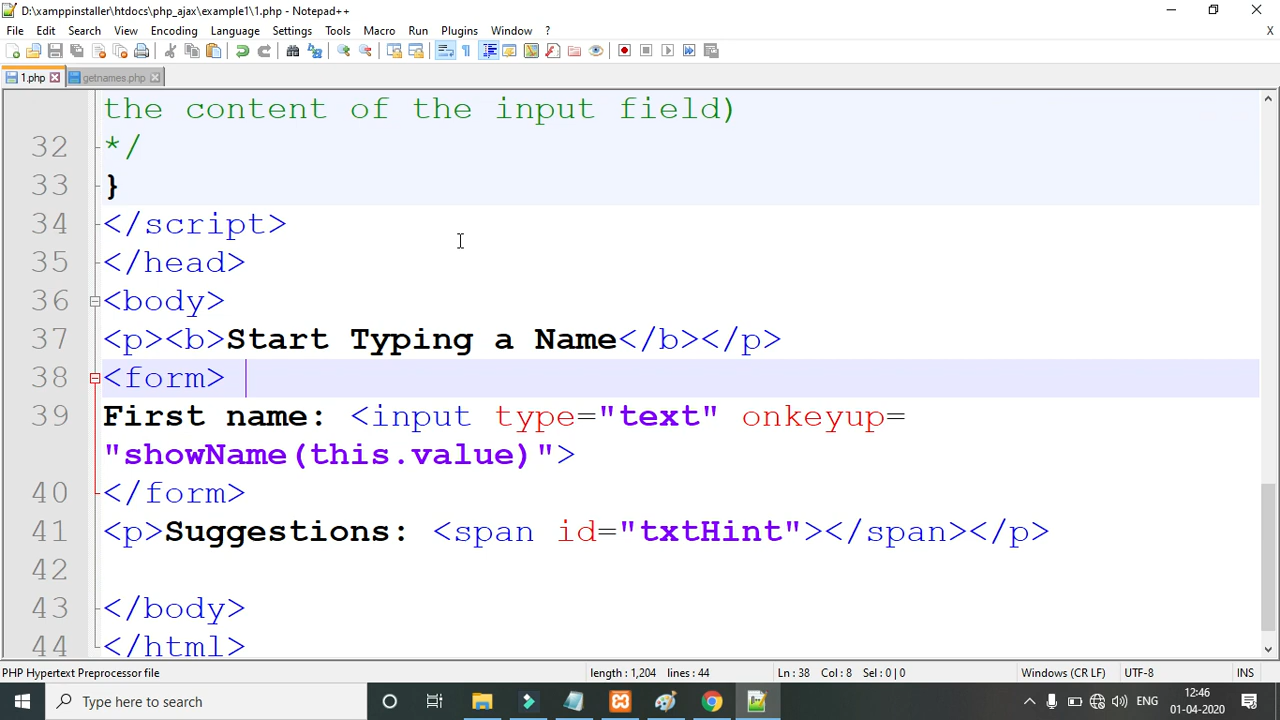 D:\xamppinstaller\htdocs\php_ajax\example1\1.php - Notepad++
File Edit Search View Encoding Language Settings Tools Macro Run Plugins Window ?
X
1.php getnames.php
the content of the input field)
32 */
33 }
34 </script>
35 </head>
36 <body>
37 <p><b>Start Typing a Name</b></p>
38 <form>
39 First name: <input type="text" onkeyup=
"showName(this.value)">
40 </form>
41 <p>Suggestions: <span id="txtHint"></span></p>
42
43 </body>
44 </html>
PHP Hypertext Preprocessor file length : 1,204 lines : 44 Ln : 38 Col : 8 Sel : 0 | 0 Windows (CR LF) UTF-8 INS
Type here to search
ENG
12:46
01-04-2020